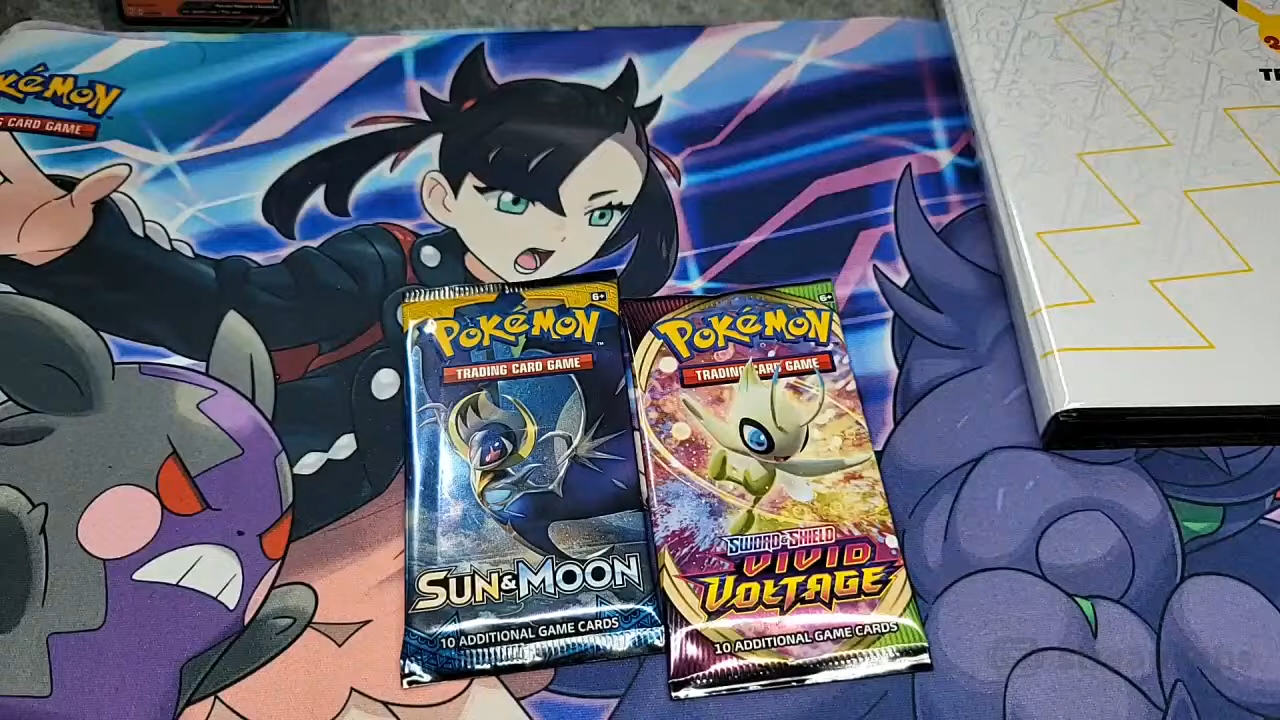 POKéMON
CARD GAME
POKéMON
TRADING CARD GAME
6+
SUN & MOON
10 ADDITIONAL GAME CARDS
POKéMON
TRADING CARD GAME
6+
SWORD & SHIELD
VIVID
VOLTAGE
10 ADDITIONAL GAME CARDS